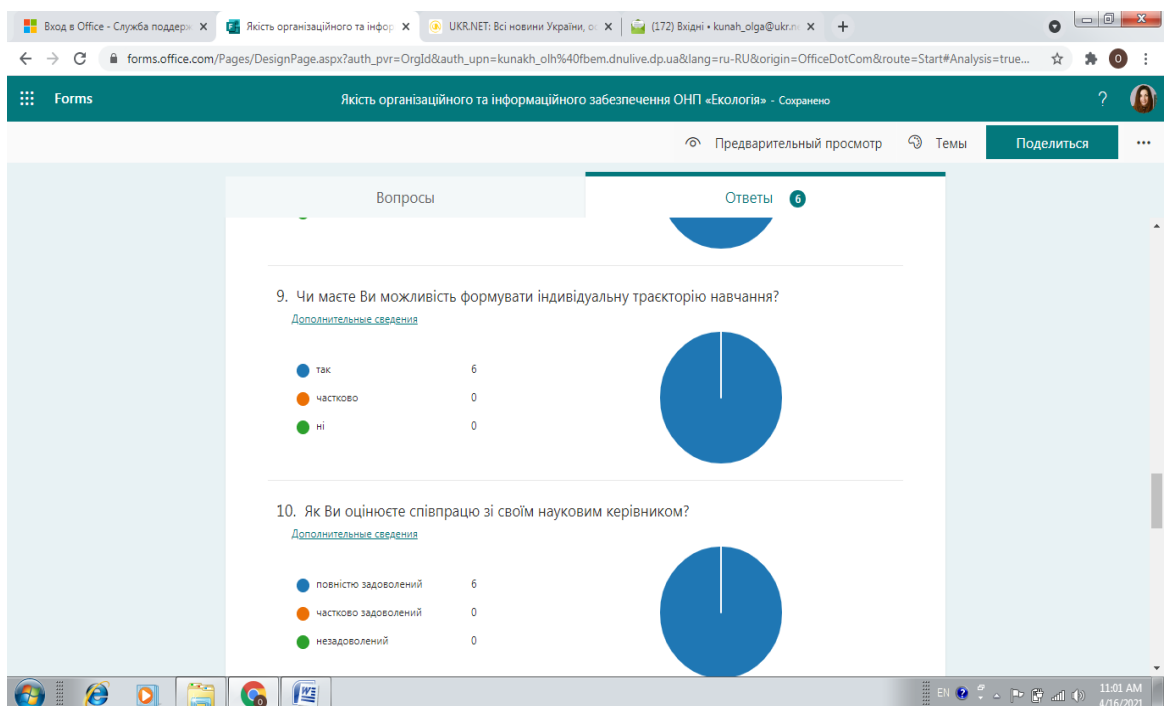 Вход в Office - Служба поддерж
Якість організаційного та інфор
UKR.NET: Всі новини України, ос
(172) Вхідні • kunah_olga@ukr.ne
forms.office.com/Pages/DesignPage.aspx?auth_pvr=OrgId&auth_upn=kunakh_olh%40fbem.dnulive.dp.ua&lang=ru-RU&origin=OfficeDotCom&route=Start#Analysis=true...
O
Forms
Якість організаційного та інформаційного забезпечення ОНП «Екологія» - Сохранено
?
Предварительный просмотр
Темы
Поделиться
Вопросы
Ответы 6
9. Чи маєте Ви можливість формувати індивідуальну траєкторію навчання?
Дополнительные сведения
так 6
частково 0
ні 0
10. Як Ви оцінюєте співпрацю зі своїм науковим керівником?
Дополнительные сведения
повністю задоволений 6
частково задоволений 0
незадоволений 0
EN
11:01 AM
4/16/2021